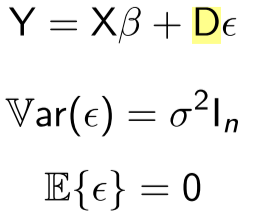 Y = Xβ + Dϵ
𝕍ar(ϵ) = σ²Iₙ
𝔼{ϵ} = 0